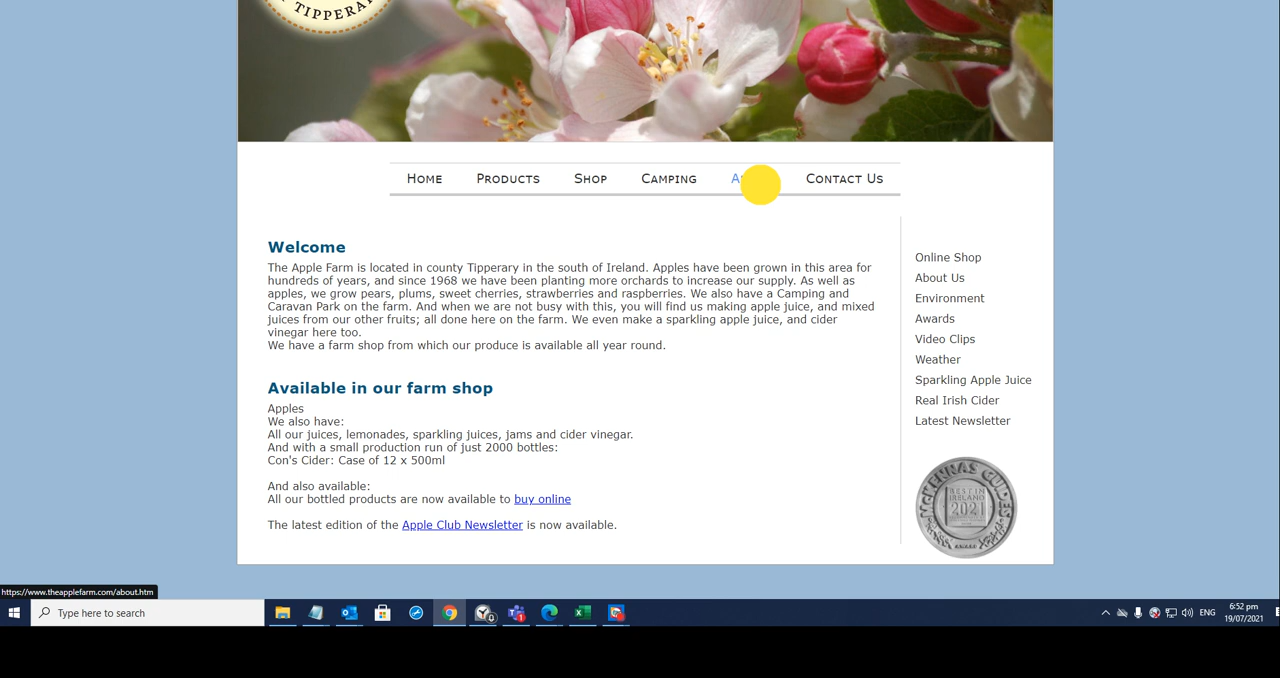 TIPPERA
Home Products Shop Camping Contact Us
Welcome
The Apple Farm is located in county Tipperary in the south of Ireland. Apples have been grown in this area for
hundreds of years, and since 1968 we have been planting more orchards to increase our supply. As well as
apples, we grow pears, plums, sweet cherries, strawberries and raspberries. We also have a Camping and
Caravan Park on the farm. And when we are not busy with this, you will find us making apple juice, and mixed
juices from our other fruits; all done here on the farm. We even make a sparkling apple juice, and cider
vinegar here too.
We have a farm shop from which our produce is available all year round.
Available in our farm shop
Apples
We also have:
All our juices, lemonades, sparkling juices, jams and cider vinegar.
And with a small production run of just 2000 bottles:
Con's Cider: Case of 12 x 500ml
And also available:
All our bottled products are now available to buy online
The latest edition of the Apple Club Newsletter is now available.
Online Shop
About Us
Environment
Awards
Video Clips
Weather
Sparkling Apple Juice
Real Irish Cider
Latest Newsletter
McKENNAS GUIDES
BEST IN
IRELAND
2021
https://www.theapplefarm.com/about.htm
Type here to search
ENG
6:52 pm
19/07/2021